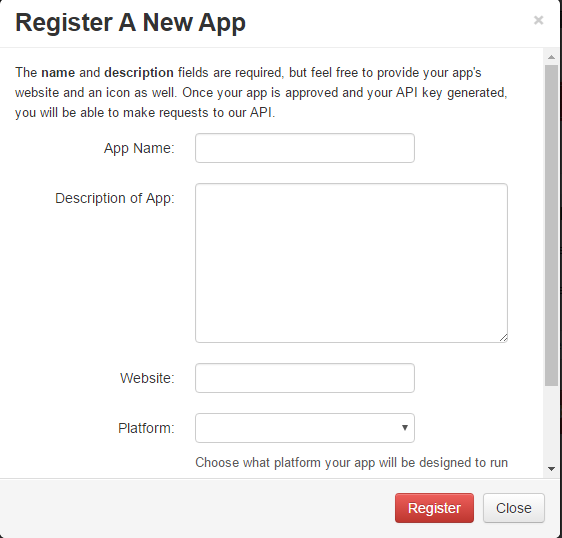 Register A New App
×
The name and description fields are required, but feel free to provide your app's
website and an icon as well. Once your app is approved and your API key generated,
you will be able to make requests to our API.
App Name:
Description of App:
Website:
Platform:
Choose what platform your app will be designed to run
Register Close